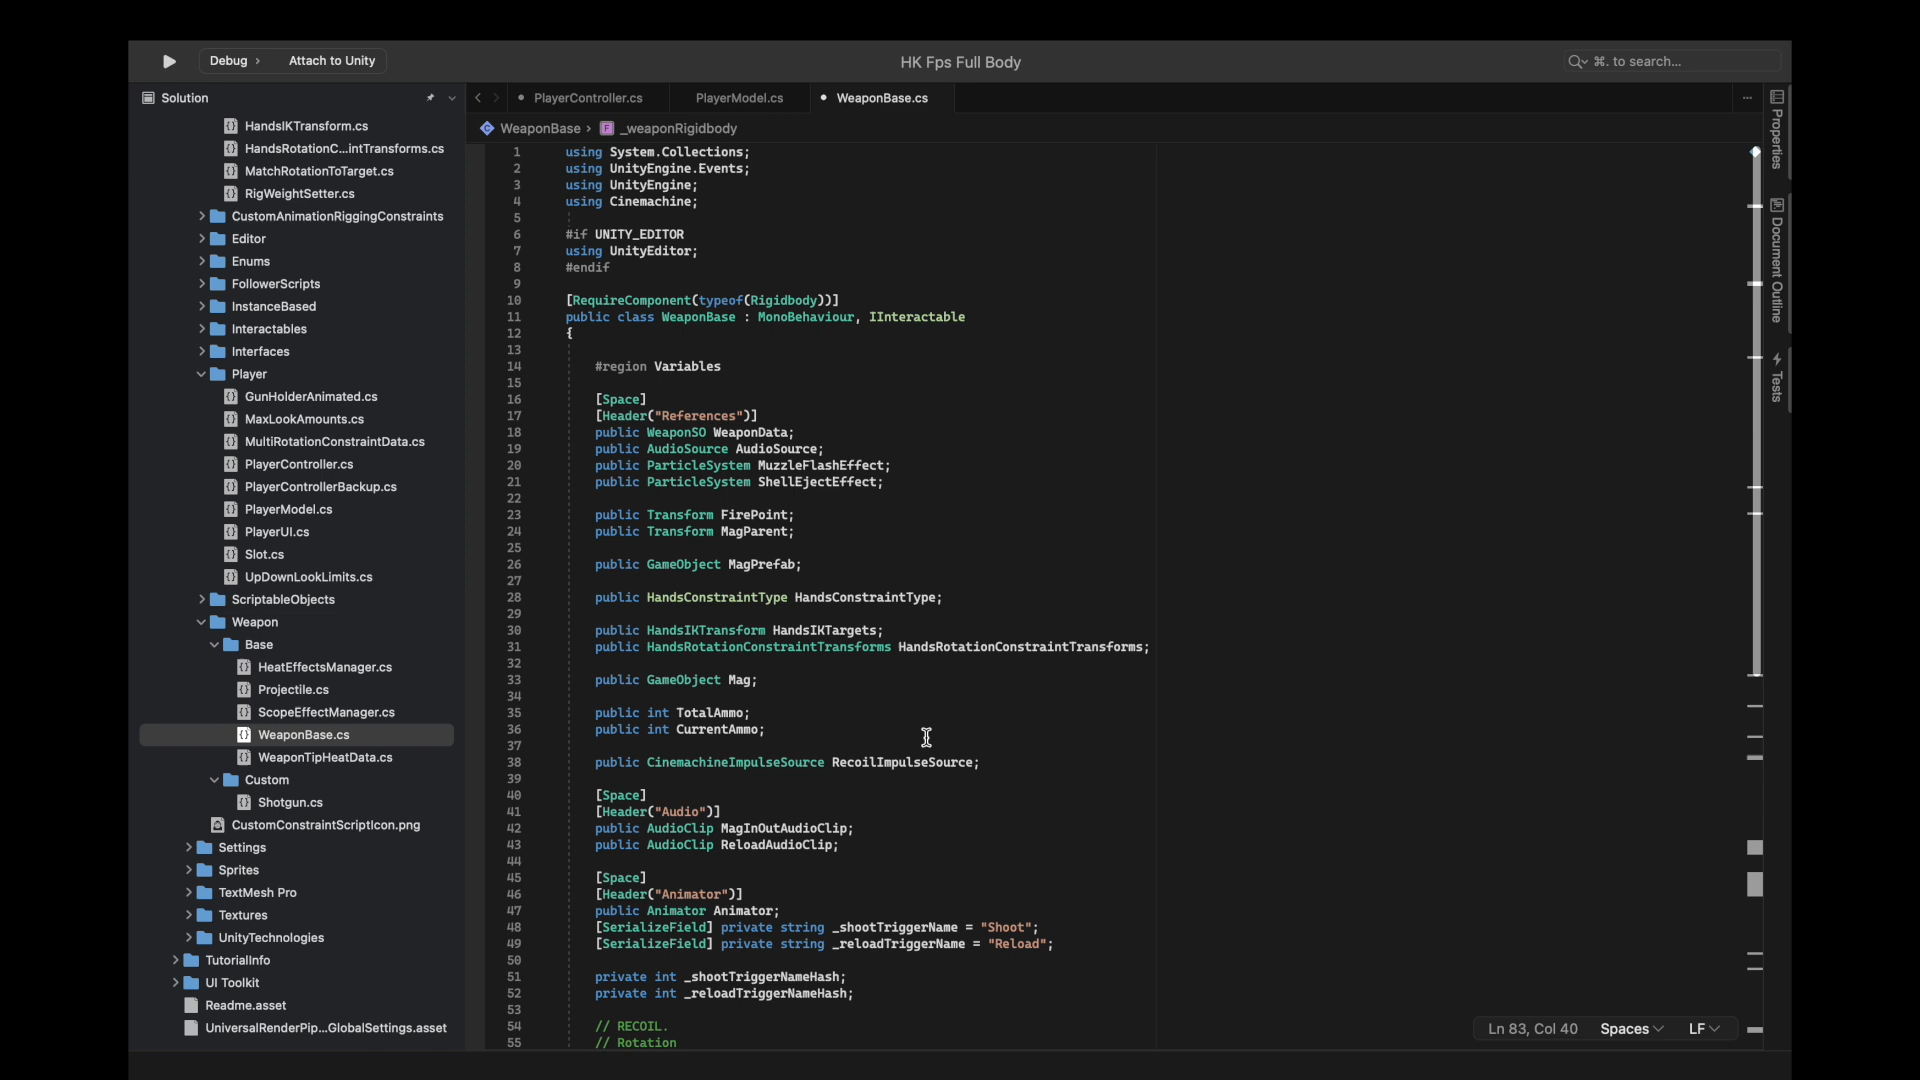 Debug › Attach to Unity
HK Fps Full Body
⌘. to search...
Solution
PlayerController.cs
PlayerModel.cs
WeaponBase.cs
WeaponBase › F _weaponRigidbody
HandsIKTransform.cs
HandsRotationC...intTransforms.cs
MatchRotationToTarget.cs
RigWeightSetter.cs
CustomAnimationRiggingConstraints
Editor
Enums
FollowerScripts
InstanceBased
Interactables
Interfaces
Player
GunHolderAnimated.cs
MaxLookAmounts.cs
MultiRotationConstraintData.cs
PlayerController.cs
PlayerControllerBackup.cs
PlayerModel.cs
PlayerUI.cs
Slot.cs
UpDownLookLimits.cs
ScriptableObjects
Weapon
Base
HeatEffectsManager.cs
Projectile.cs
ScopeEffectManager.cs
WeaponBase.cs
WeaponTipHeatData.cs
Custom
Shotgun.cs
CustomConstraintScriptIcon.png
Settings
Sprites
TextMesh Pro
Textures
UnityTechnologies
TutorialInfo
UI Toolkit
Readme.asset
UniversalRenderPip...GlobalSettings.asset
1 using System.Collections;
2 using UnityEngine.Events;
3 using UnityEngine;
4 using Cinemachine;
5
6 #if UNITY_EDITOR
7 using UnityEditor;
8 #endif
9
10 [RequireComponent(typeof(Rigidbody))]
11 public class WeaponBase : MonoBehaviour, IInteractable
12 {
13
14 #region Variables
15
16 [Space]
17 [Header("References")]
18 public WeaponSO WeaponData;
19 public AudioSource AudioSource;
20 public ParticleSystem MuzzleFlashEffect;
21 public ParticleSystem ShellEjectEffect;
22
23 public Transform FirePoint;
24 public Transform MagParent;
25
26 public GameObject MagPrefab;
27
28 public HandsConstraintType HandsConstraintType;
29
30 public HandsIKTransform HandsIKTargets;
31 public HandsRotationConstraintTransforms HandsRotationConstraintTransforms;
32
33 public GameObject Mag;
34
35 public int TotalAmmo;
36 public int CurrentAmmo;
37
38 public CinemachineImpulseSource RecoilImpulseSource;
39
40 [Space]
41 [Header("Audio")]
42 public AudioClip MagInOutAudioClip;
43 public AudioClip ReloadAudioClip;
44
45 [Space]
46 [Header("Animator")]
47 public Animator Animator;
48 [SerializeField] private string _shootTriggerName = "Shoot";
49 [SerializeField] private string _reloadTriggerName = "Reload";
50
51 private int _shootTriggerNameHash;
52 private int _reloadTriggerNameHash;
53
54 // RECOIL.
55 // Rotation
Properties
Document Outline
Tests
Ln 83, Col 40 Spaces LF